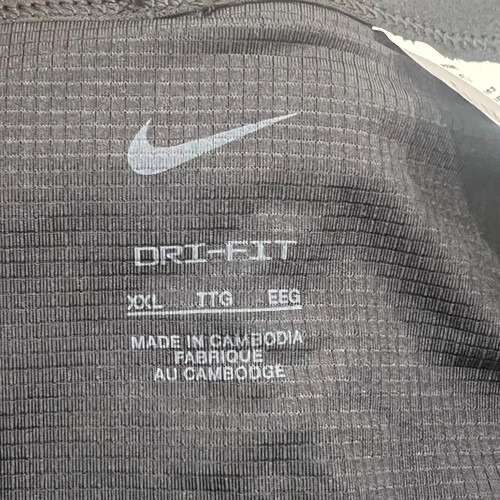 DRI-FIT
XXL TTG EEG
MADE IN CAMBODIA
FABRIQUE
AU CAMBODGE